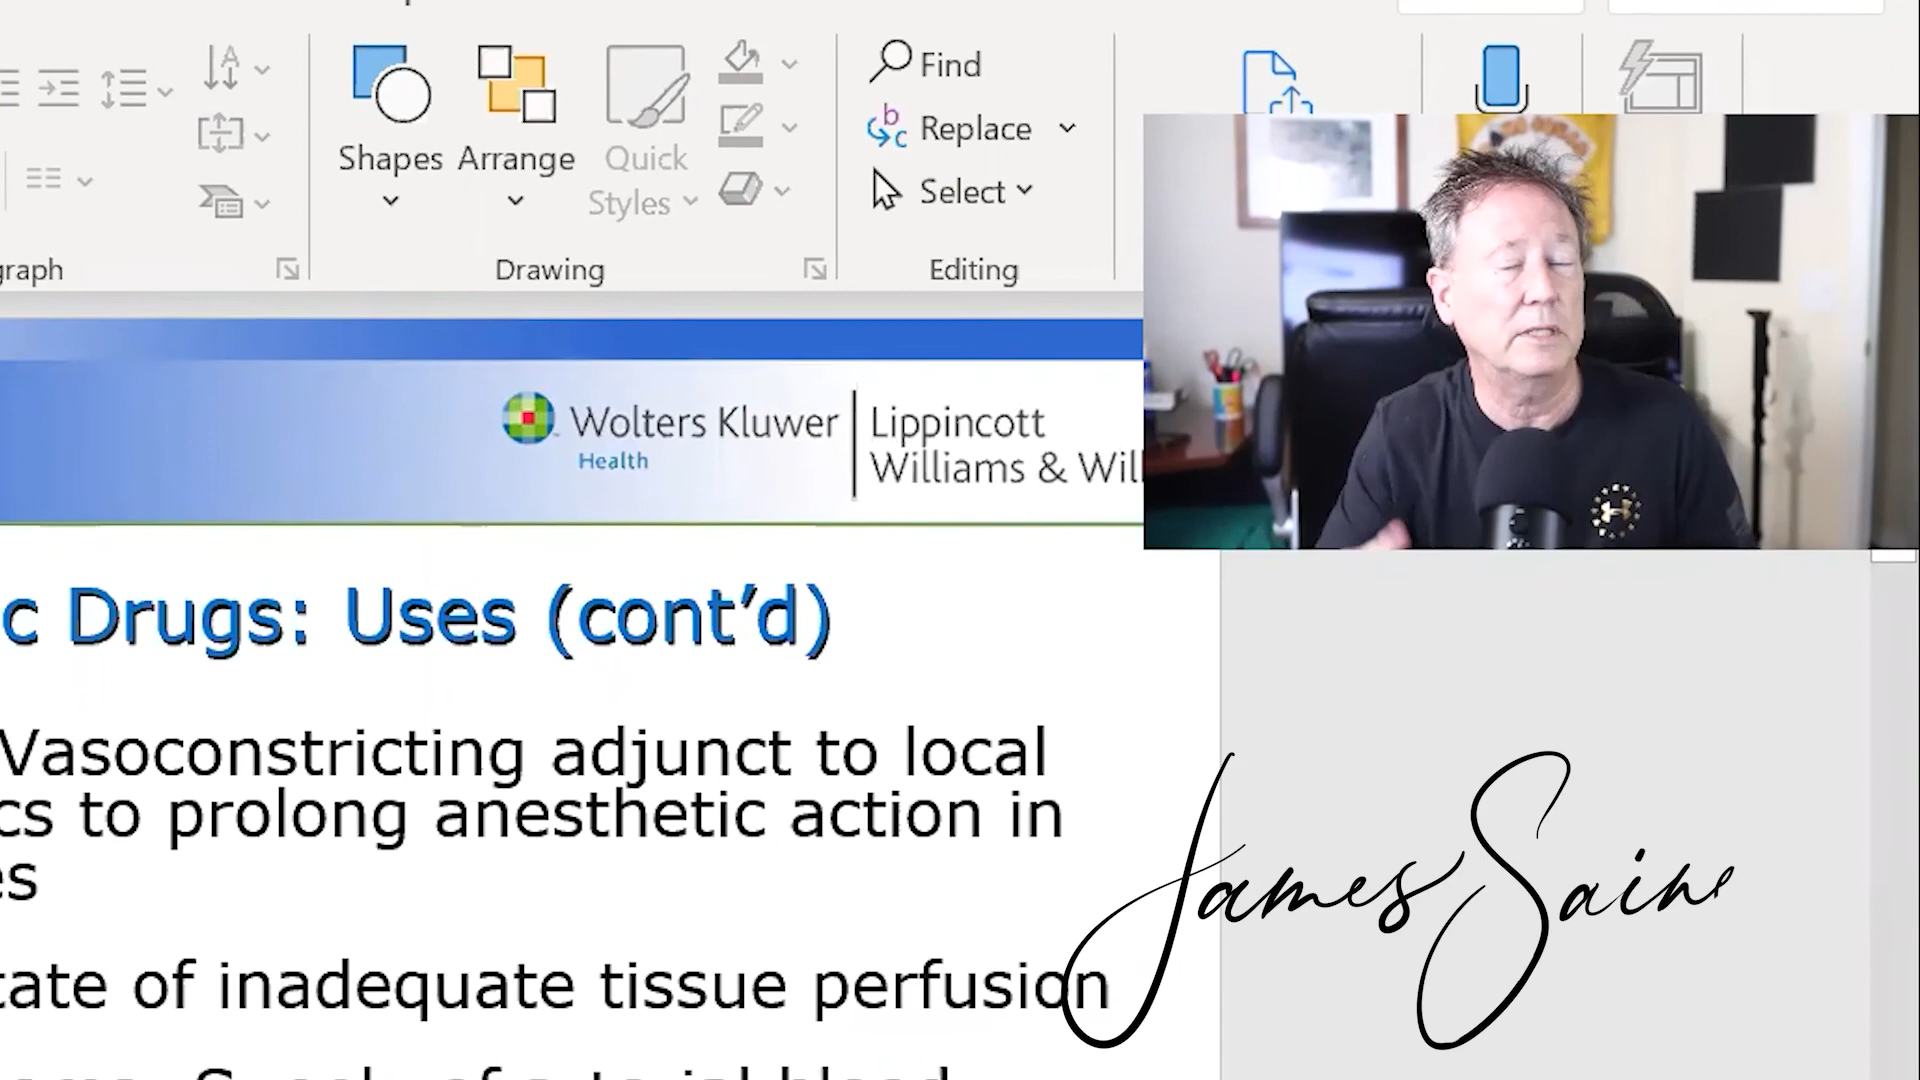 Find
Replace
Select
Shapes
Arrange
Quick
Styles
graph
Drawing
Editing
Wolters Kluwer
Health
Lippincott
Williams & Wil
c Drugs: Uses (cont’d)
Vasoconstricting adjunct to local
cs to prolong anesthetic action in
es
tate of inadequate tissue perfusion
James Sain